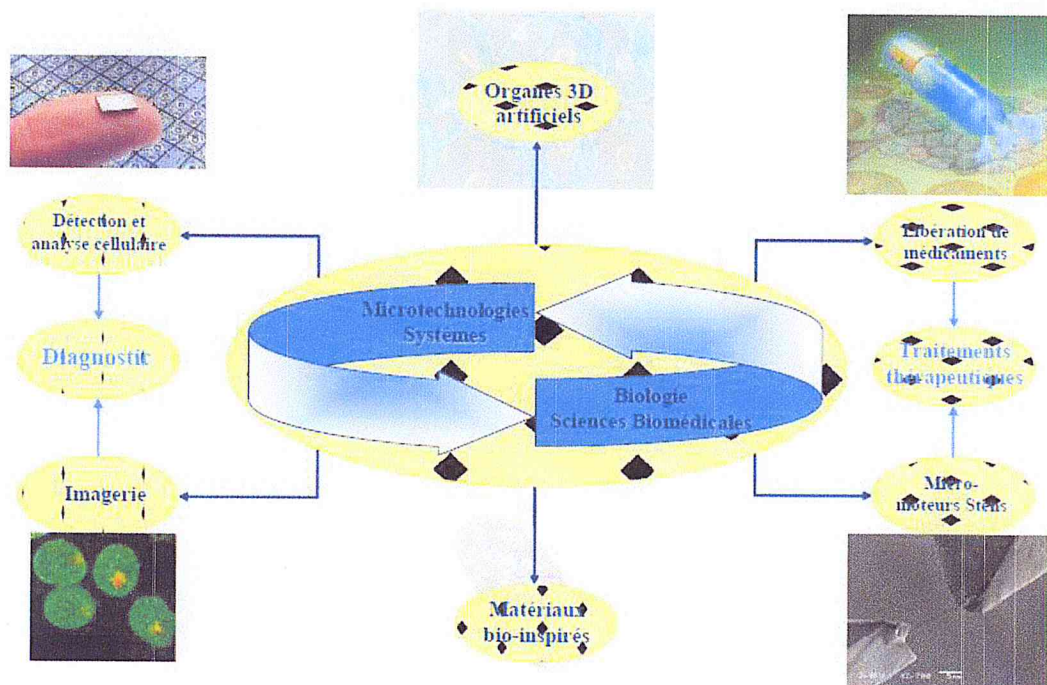 Organes 3D
artificiels
Détection et
analyse cellulaire
Libération de
médicaments
Microtechnologies
Systèmes
Diagnostic
Traitements
thérapeutiques
Biologie
Sciences Biomédicales
Imagerie
Micro-
moteurs Stens
Matériaux
bio-inspirés